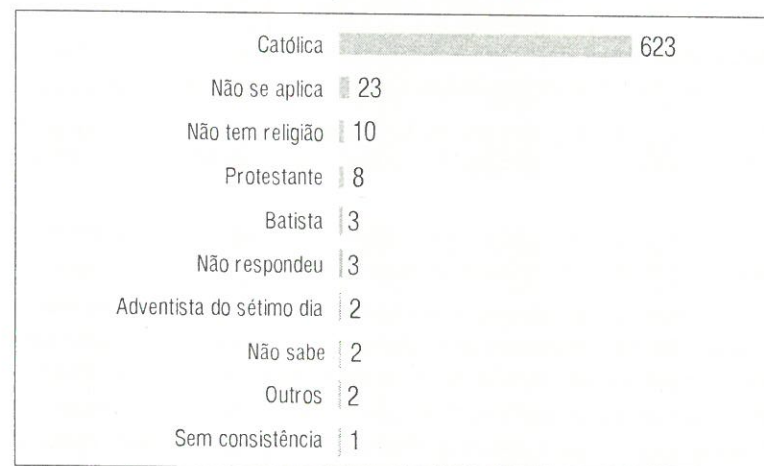 Católica 623
Não se aplica 23
Não tem religião 10
Protestante 8
Batista 3
Não respondeu 3
Adventista do sétimo dia 2
Não sabe 2
Outros 2
Sem consistência 1